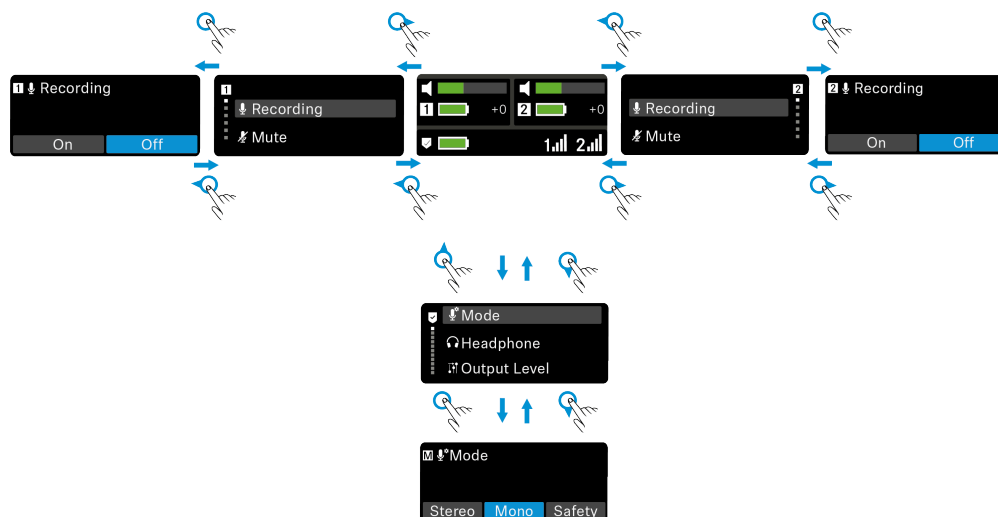 1 Recording
On Off
1
Recording
Mute
1 +0 2 +0
1 2
2
Recording
Mute
2 Recording
On Off
Mode
Headphone
Output Level
M Mode
Stereo Mono Safety